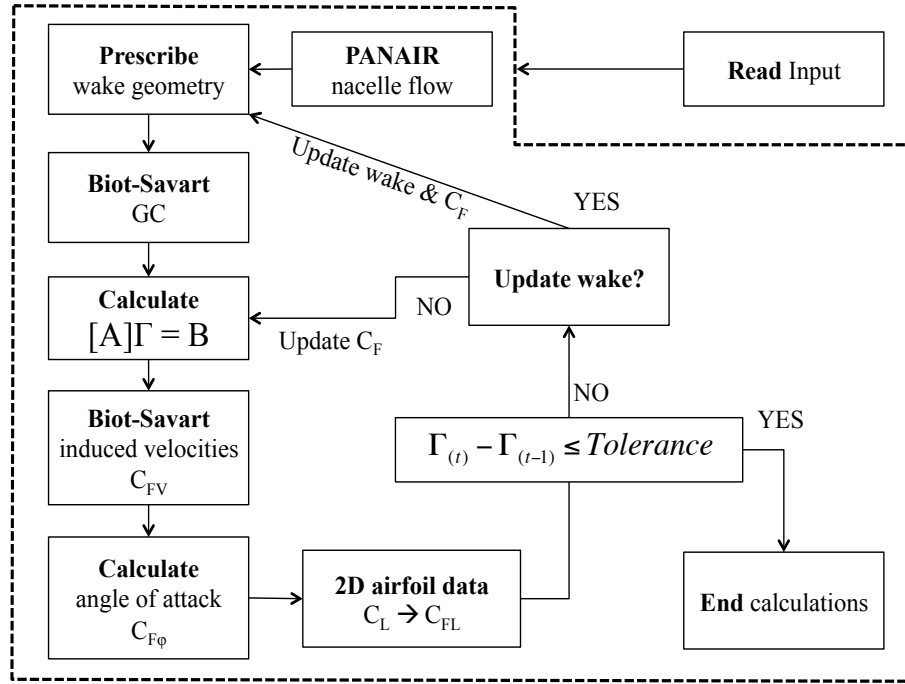 Prescribe
wake geometry
PANAIR
nacelle flow
Read Input
Update wake & C_F
YES
Biot-Savart
GC
Update wake?
NO
Calculate
[A]Γ = B
Update C_F
NO
Biot-Savart
induced velocities
C_FV
Γ_(t) − Γ_(t−1) ≤ Tolerance
YES
Calculate
angle of attack
C_Fφ
2D airfoil data
C_L → C_FL
End calculations